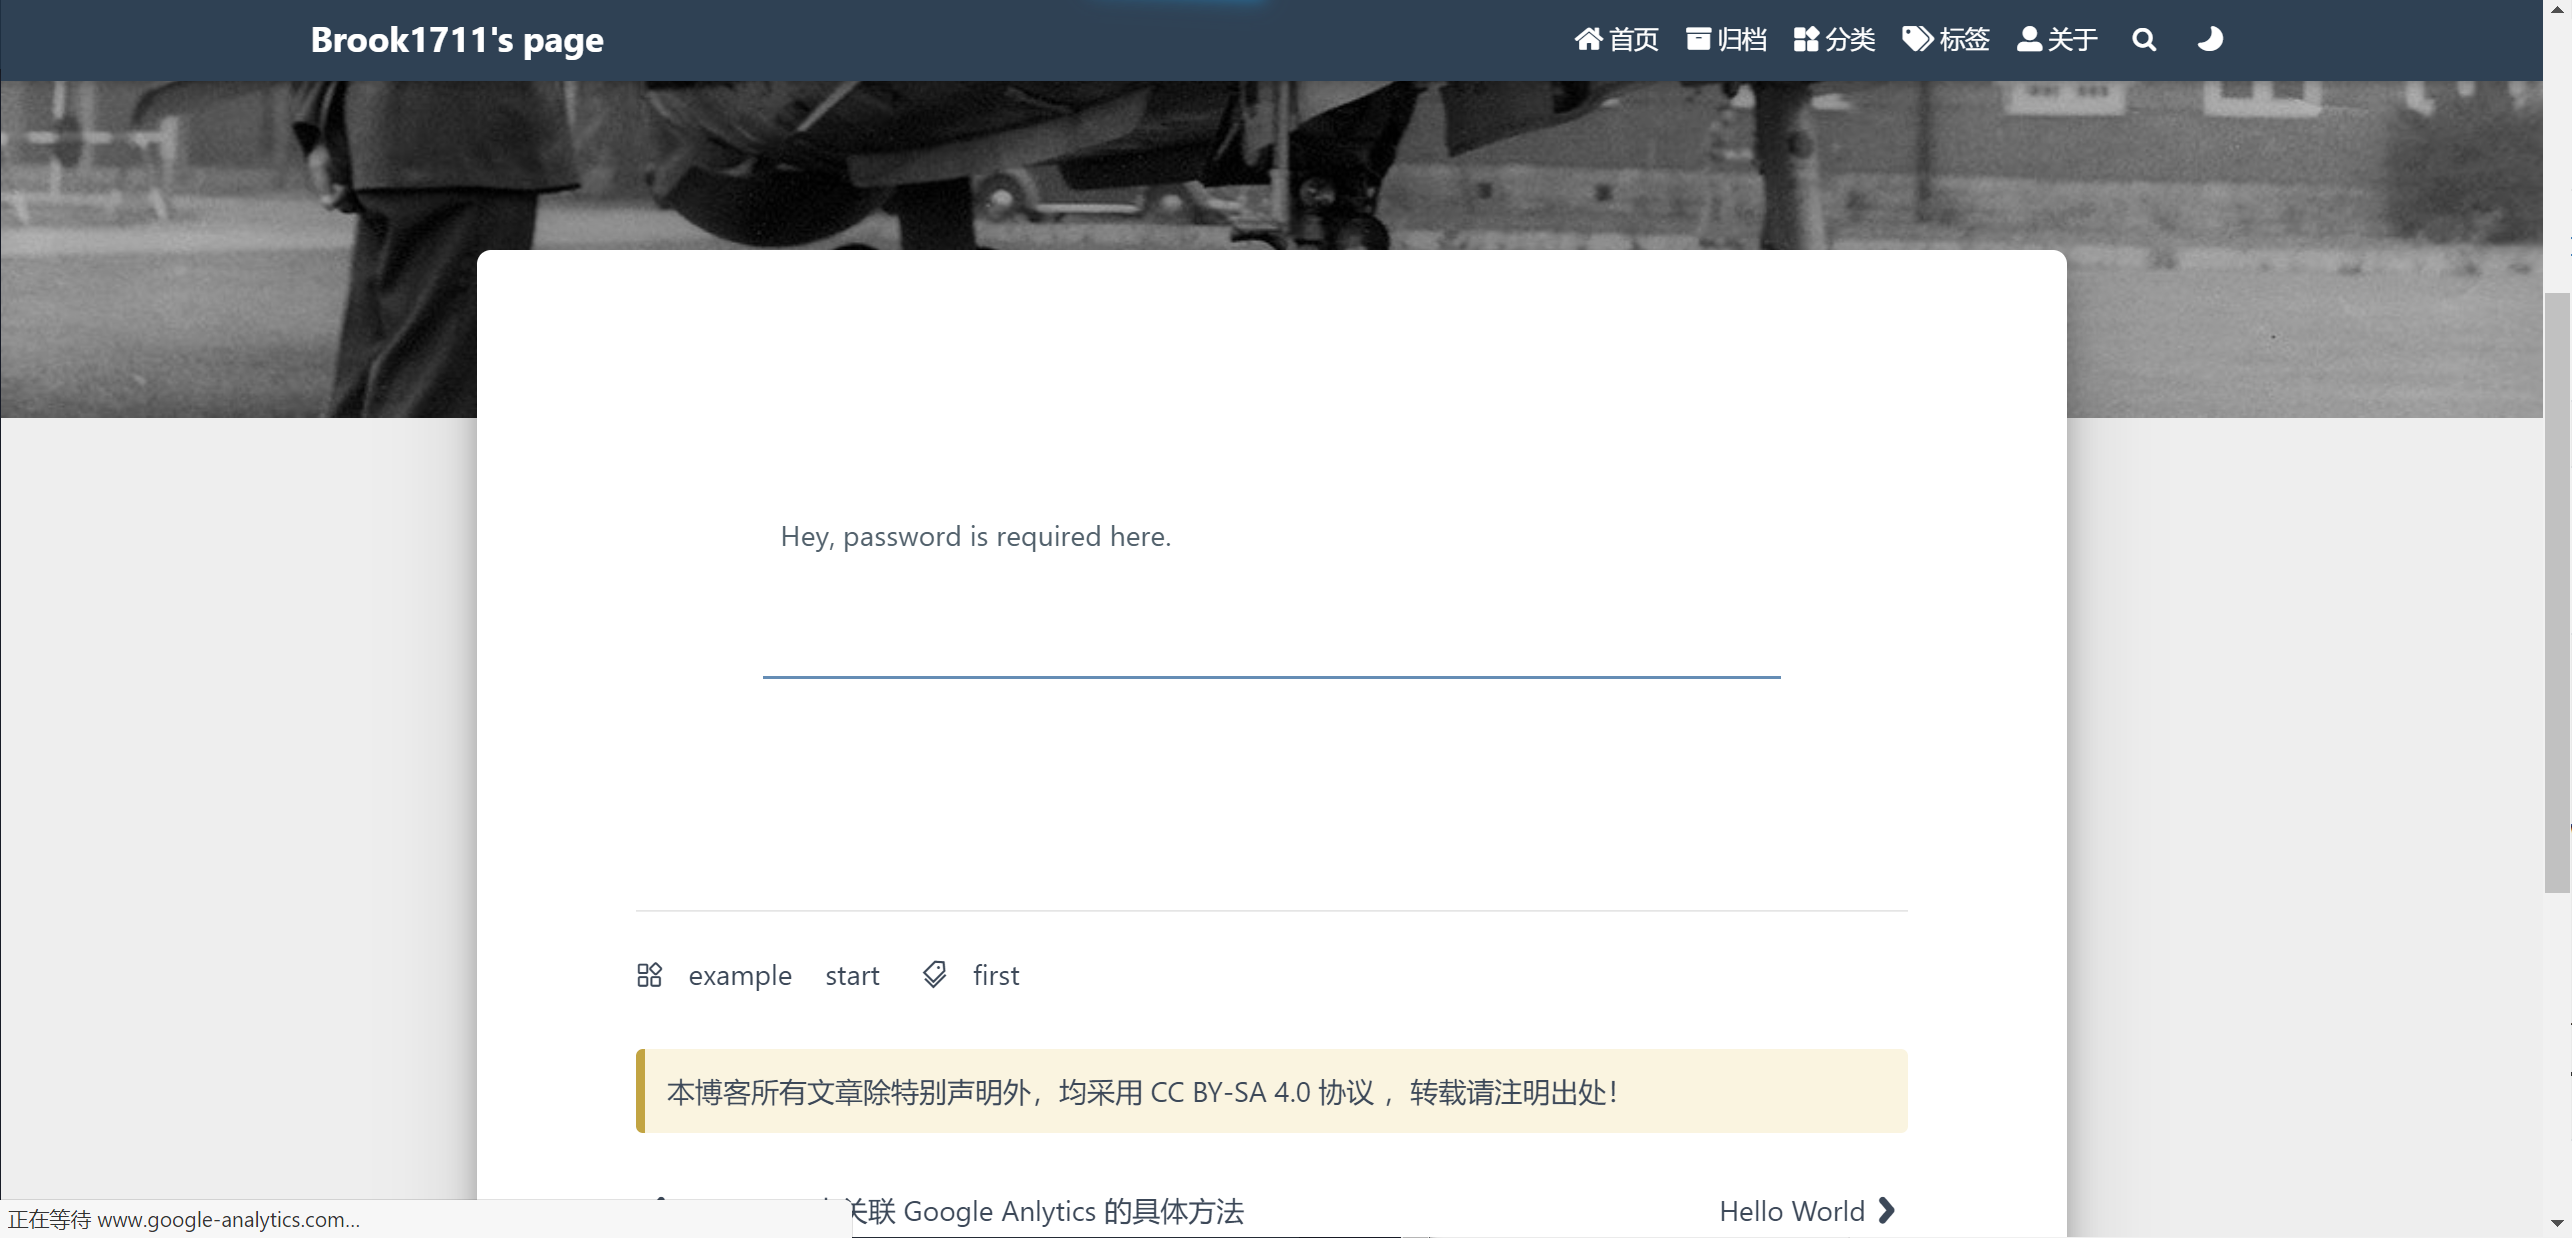 Brook1711's page
首页 归档 分类 标签 关于
Hey, password is required here.
example start first
本博客所有文章除特别声明外，均采用 CC BY-SA 4.0 协议 ，转载请注明出处！
关联 Google Anlytics 的具体方法
Hello World
正在等待 www.google-analytics.com...